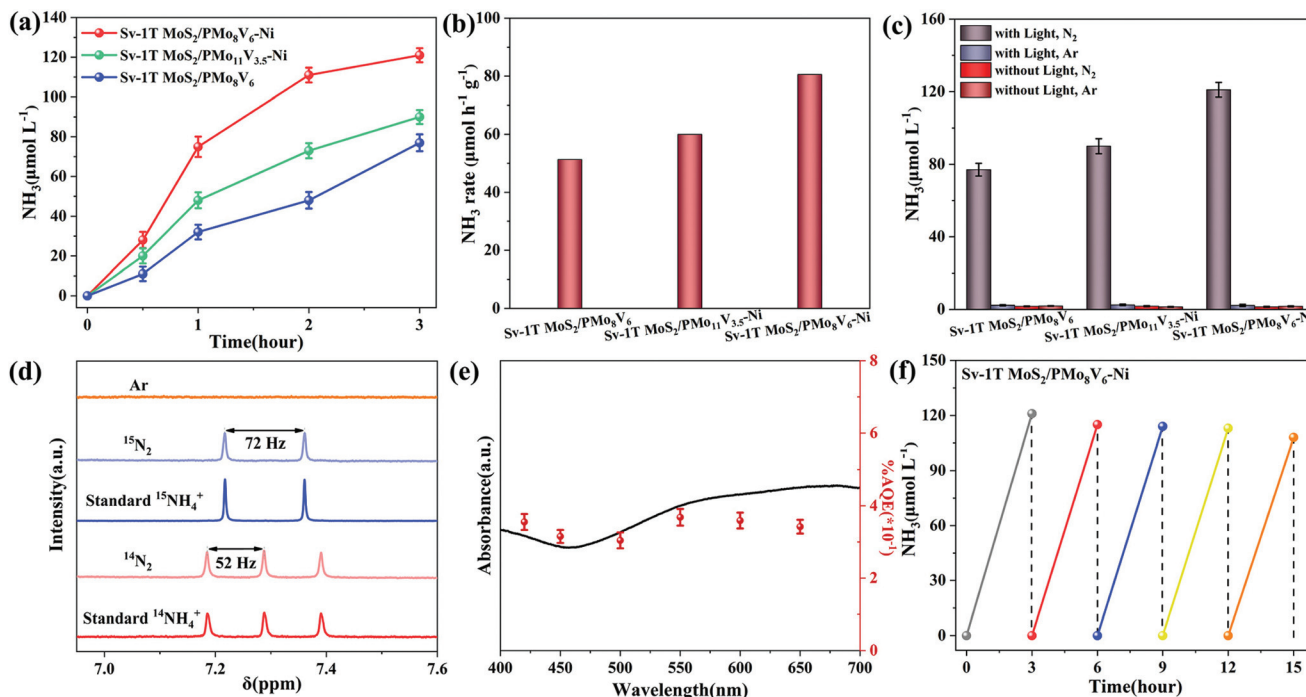 (a)
Sv-1T MoS₂/PMo₈V₆-Ni
Sv-1T MoS₂/PMo₁₁V₃.₅-Ni
Sv-1T MoS₂/PMo₈V₆
NH₃(μmol L⁻¹)
140
120
100
80
60
40
20
0
0 1 2 3
Time(hour)
(b)
NH₃ rate (μmol h⁻¹ g⁻¹)
100
80
60
40
20
0
Sv-1T MoS₂/PMo₈V₆
Sv-1T MoS₂/PMo₁₁V₃.₅-Ni
Sv-1T MoS₂/PMo₈V₆-Ni
(c)
with Light, N₂
with Light, Ar
without Light, N₂
without Light, Ar
NH₃(μmol L⁻¹)
160
120
80
40
0
Sv-1T MoS₂/PMo₈V₆
Sv-1T MoS₂/PMo₁₁V₃.₅-Ni
Sv-1T MoS₂/PMo₈V₆-Ni
(d)
Intensity(a.u.)
Ar
¹⁵N₂
72 Hz
Standard ¹⁵NH₄⁺
¹⁴N₂
52 Hz
Standard ¹⁴NH₄⁺
7.0 7.2 7.4 7.6
δ(ppm)
(e)
Absorbance(a.u.)
8
6
4
2
0
%AQE(*10⁻¹)
400 450 500 550 600 650 700
Wavelength(nm)
(f)
Sv-1T MoS₂/PMo₈V₆-Ni
NH₃(μmol L⁻¹)
150
120
90
60
30
0
0 3 6 9 12 15
Time(hour)